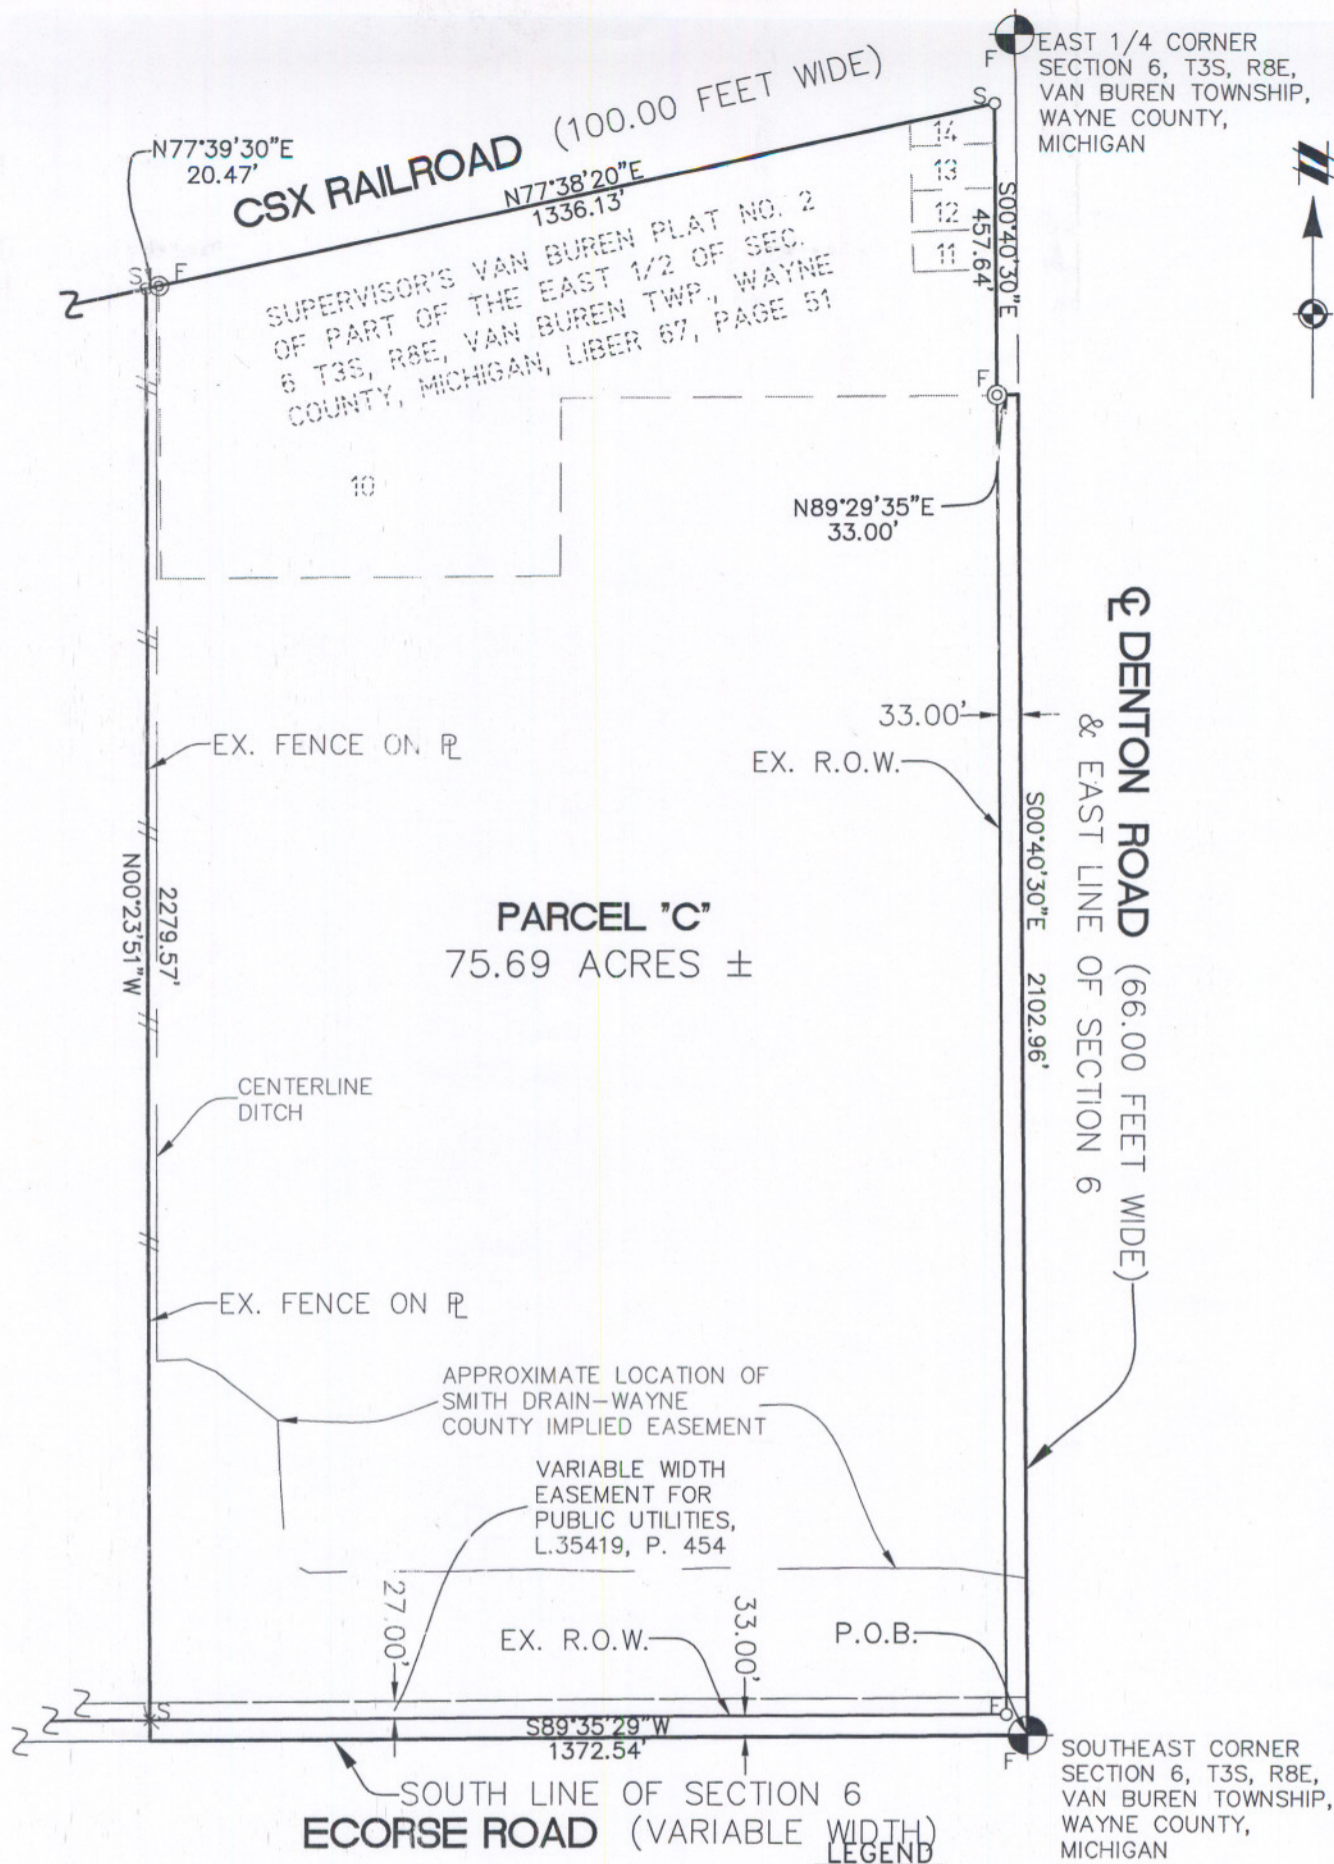 F
EAST 1/4 CORNER
SECTION 6, T3S, R8E,
VAN BUREN TOWNSHIP,
WAYNE COUNTY,
MICHIGAN
N77°39'30"E
20.47'
CSX RAILROAD (100.00 FEET WIDE)
N77°38'20"E
1336.13'
S
14
13
12
11
S00°40'30"E
457.64'
S
F
SUPERVISOR'S VAN BUREN PLAT NO. 2
OF PART OF THE EAST 1/2 OF SEC
6 T3S, R8E, VAN BUREN TWP., WAYNE
COUNTY, MICHIGAN, LIBER 67, PAGE 51
F
10
N89°29'35"E
33.00'
℄ DENTON ROAD (66.00 FEET WIDE)
& EAST LINE OF SECTION 6
33.00'
EX. FENCE ON ⅊
EX. R.O.W.
S00°40'30"E 2102.96'
2279.57'
N00°23'51"W
PARCEL "C"
75.69 ACRES ±
CENTERLINE
DITCH
EX. FENCE ON ⅊
APPROXIMATE LOCATION OF
SMITH DRAIN-WAYNE
COUNTY IMPLIED EASEMENT
VARIABLE WIDTH
EASEMENT FOR
PUBLIC UTILITIES,
L.35419, P. 454
27.00'
33.00'
EX. R.O.W.
P.O.B.
S
F
S89°35'29"W
1372.54'
F
SOUTHEAST CORNER
SECTION 6, T3S, R8E,
VAN BUREN TOWNSHIP,
WAYNE COUNTY,
MICHIGAN
SOUTH LINE OF SECTION 6
ECORSE ROAD (VARIABLE WIDTH)
LEGEND